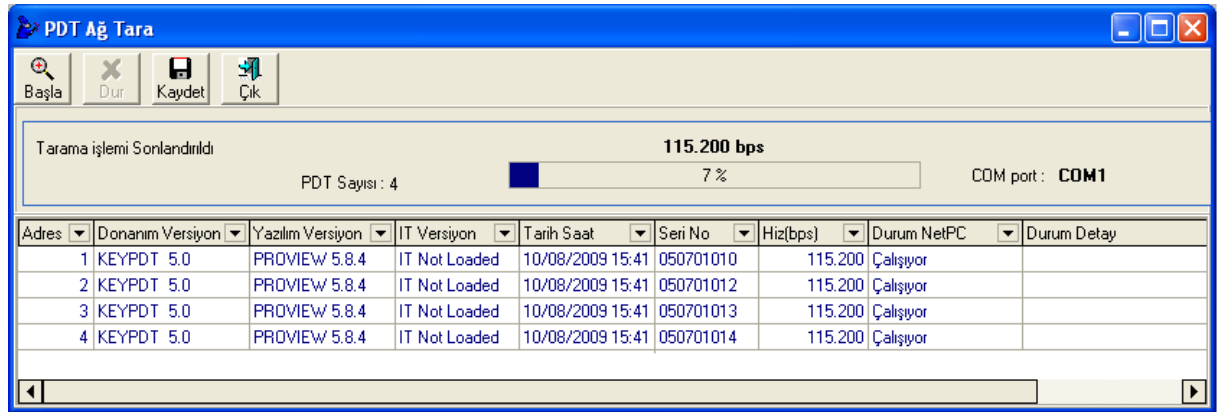 PDT Ağ Tara
Başla Dur Kaydet Çık
Tarama işlemi Sonlandırıldı
115.200 bps
PDT Sayısı : 4
7 %
COM port : COM1
Adres Donanım Versiyon Yazılım Versiyon IT Versiyon Tarih Saat Seri No Hiz(bps) Durum NetPC Durum Detay
1 KEYPDT 5.0 PROVIEW 5.8.4 IT Not Loaded 10/08/2009 15:41 050701010 115.200 Çalışıyor
2 KEYPDT 5.0 PROVIEW 5.8.4 IT Not Loaded 10/08/2009 15:41 050701012 115.200 Çalışıyor
3 KEYPDT 5.0 PROVIEW 5.8.4 IT Not Loaded 10/08/2009 15:41 050701013 115.200 Çalışıyor
4 KEYPDT 5.0 PROVIEW 5.8.4 IT Not Loaded 10/08/2009 15:41 050701014 115.200 Çalışıyor